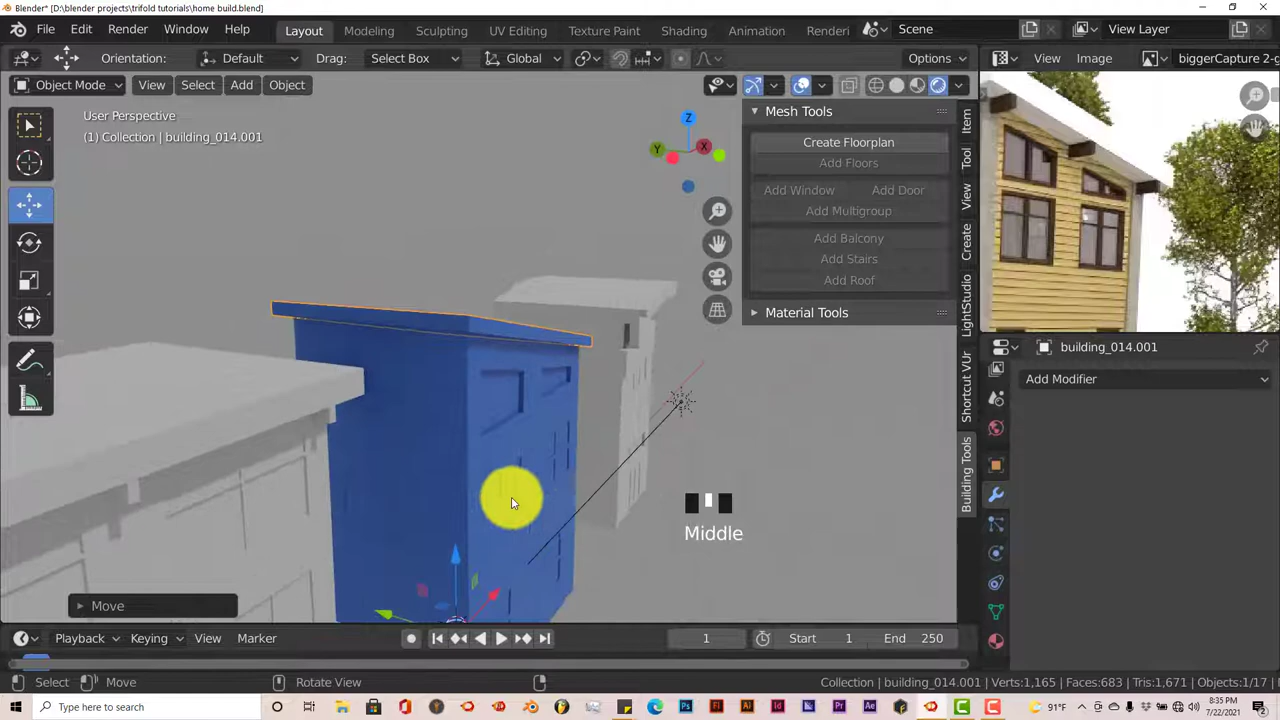 Blender* [D:\blender projects\trifold tutorials\home build.blend]
File Edit Render Window Help Layout Modeling Sculpting UV Editing Texture Paint Shading Animation Renderi Scene View Layer
Orientation: Default Drag: Select Box Global Options View Image biggerCapture 2-
Object Mode View Select Add Object
User Perspective
(1) Collection | building_014.001
Z
Y
X
Mesh Tools
Create Floorplan
Add Floors
Add Window Add Door
Add Multigroup
Add Balcony
Add Stairs
Add Roof
Material Tools
Item
Tool
View
Create
LightStudio
Shortcut VUr
Building Tools
building_014.001
Add Modifier
Middle
Move
Playback Keying View Marker 1 Start 1 End 250
Select Move Rotate View Collection | building_014.001 | Verts:1,165 | Faces:683 | Tris:1,671 | Objects:1/17
Type here to search 91°F 8:35 PM
7/22/2021